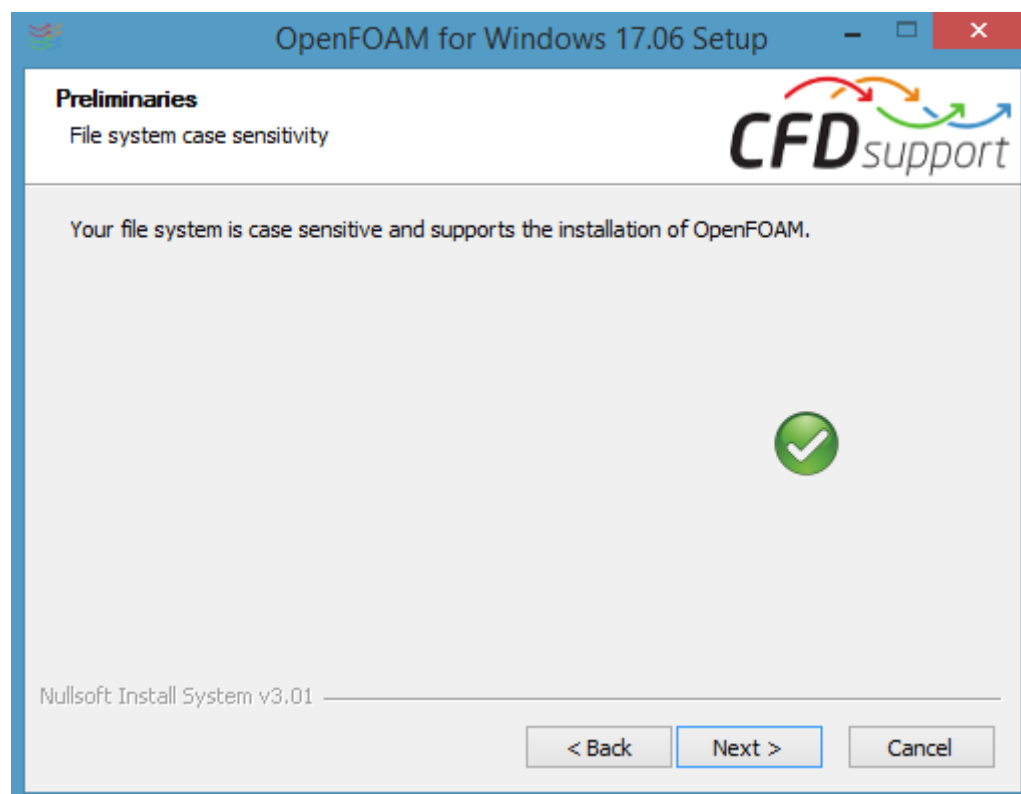 OpenFOAM for Windows 17.06 Setup
Preliminaries
File system case sensitivity
CFDsupport
Your file system is case sensitive and supports the installation of OpenFOAM.
Nullsoft Install System v3.01
< Back
Next >
Cancel